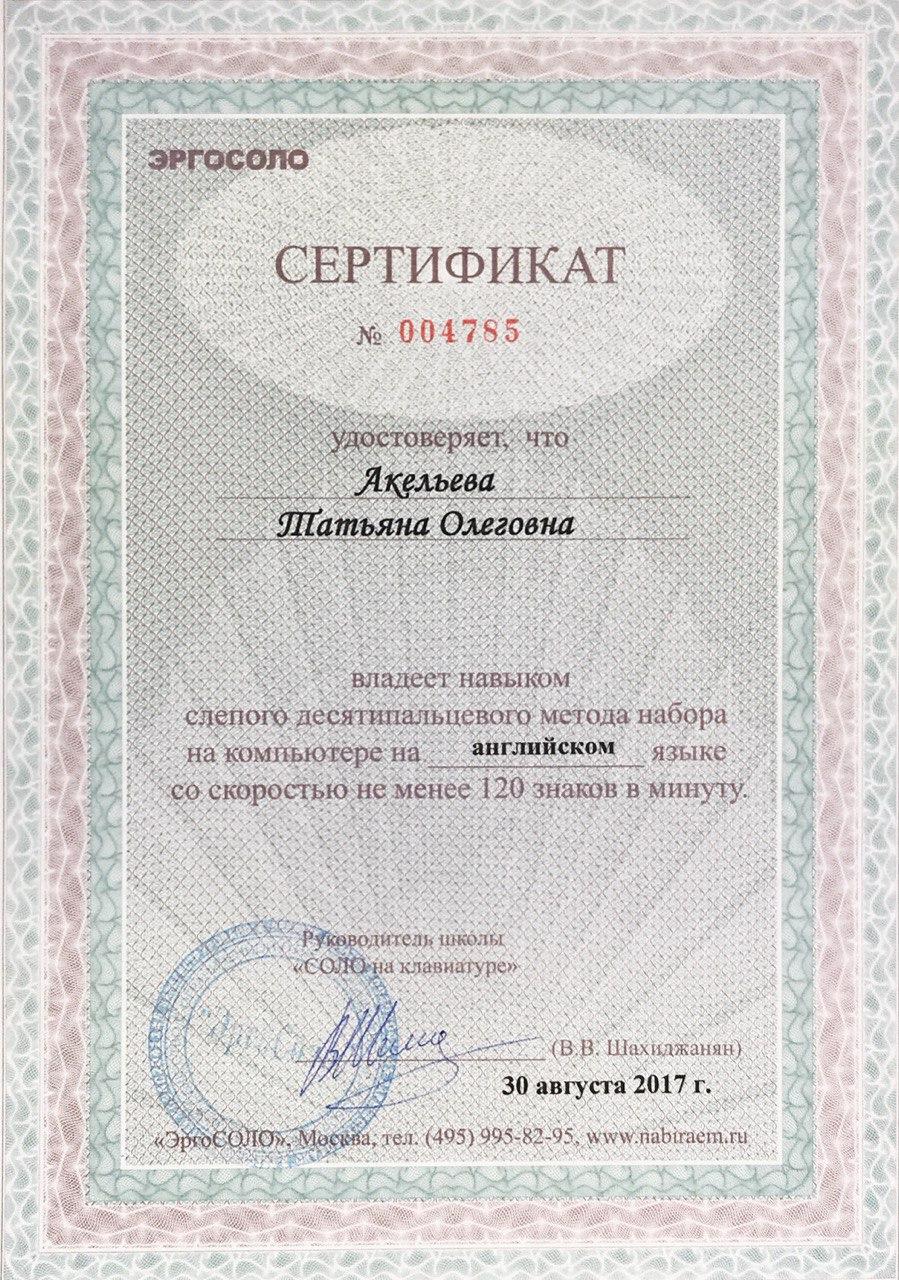 ЭРГОСОЛО
СЕРТИФИКАТ
№ 004785
удостоверяет, что
Акельева
Татьяна Олеговна
владеет навыком
слепого десятипальцевого метода набора
на компьютере на английском языке
со скоростью не менее 120 знаков в минуту.
Руководитель школы
«СОЛО на клавиатуре»
(В.В. Шахиджанян)
30 августа 2017 г.
«ЭргоСОЛО», Москва, тел. (495) 995-82-95, www.nabiraem.ru